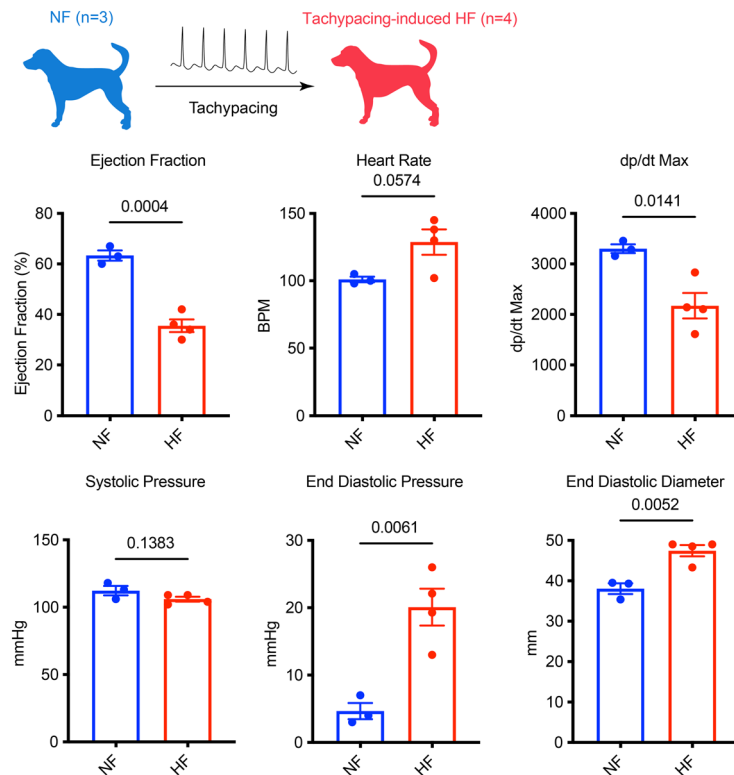 NF (n=3)
Tachypacing-induced HF (n=4)
Tachypacing
Ejection Fraction
0.0004
Ejection Fraction (%)
80
60
40
20
0
NF
HF
Heart Rate
0.0574
BPM
150
100
50
0
NF
HF
dp/dt Max
0.0141
dp/dt Max
4000
3000
2000
1000
0
NF
HF
Systolic Pressure
0.1383
mmHg
150
100
50
0
NF
HF
End Diastolic Pressure
0.0061
mmHg
30
20
10
0
NF
HF
End Diastolic Diameter
0.0052
mm
50
40
30
20
10
0
NF
HF